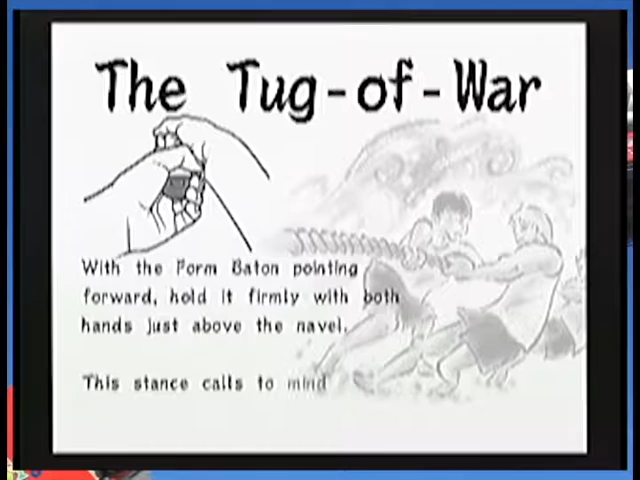 The Tug-of-War
With the Form Baton pointing
forward, hold it firmly with both
hands just above the navel.
This stance calls to mind